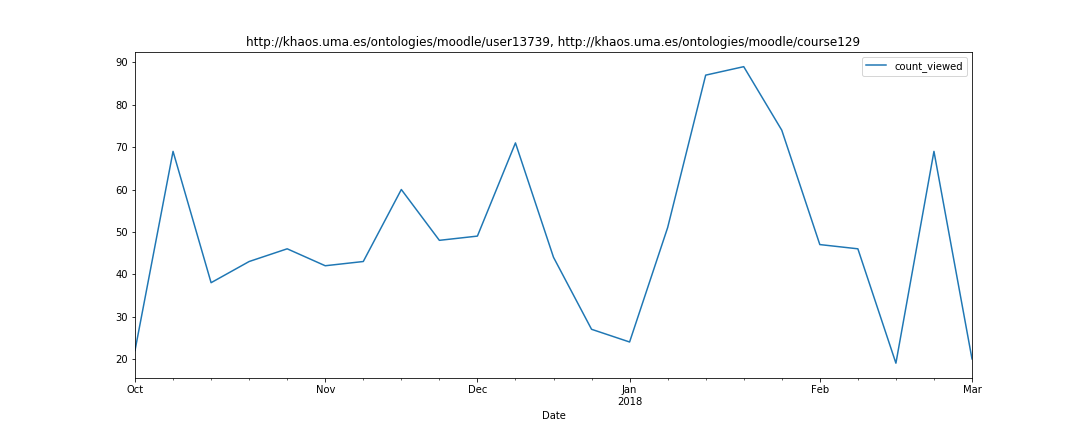 http://khaos.uma.es/ontologies/moodle/user13739, http://khaos.uma.es/ontologies/moodle/course129
count_viewed
90
80
70
60
50
40
30
20
Oct Nov Dec Jan Feb Mar
2018
Date